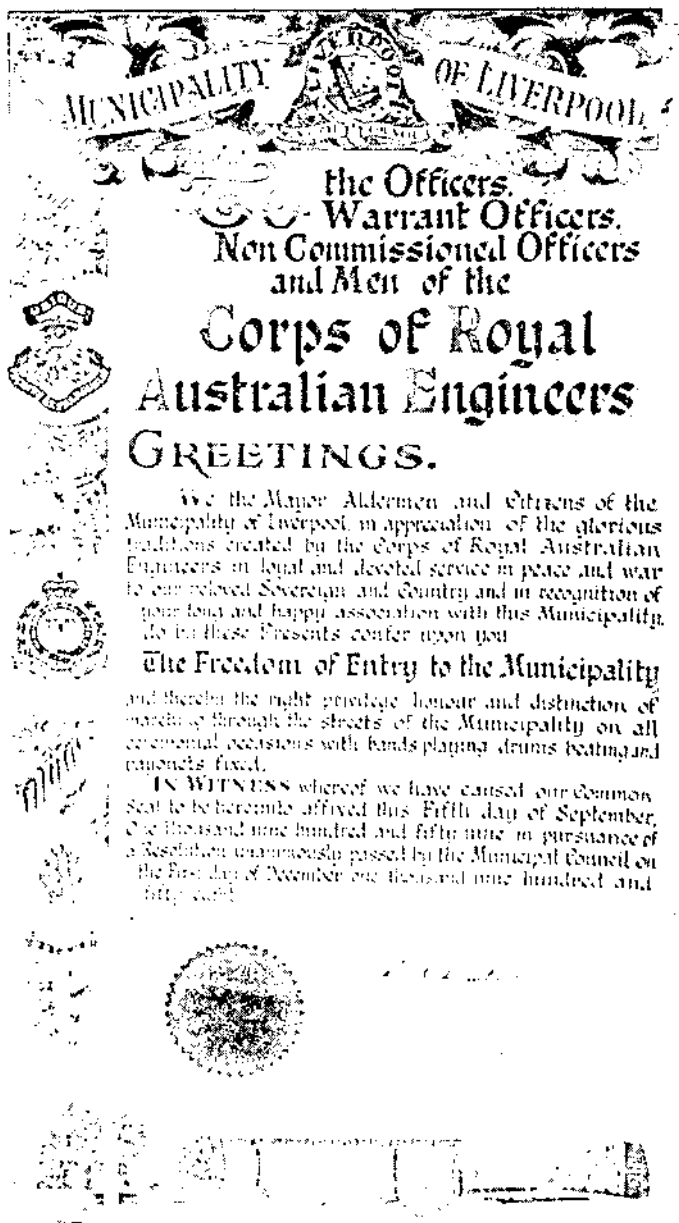 MUNICIPALITY OF LIVERPOOL
LIVERPOOL
the Officers.
Warrant Officers.
Non Commissioned Officers
and Men of the
Corps of Royal
Australian Engineers
GREETINGS.
We the Mayor Aldermen and Citizens of the
Municipality of Liverpool, in appreciation of the glorious
traditions created by the Corps of Royal Australian
Engineers in loyal and devoted service in peace and war
to our beloved Sovereign and Country and in recognition of
your long and happy association with this Municipality,
do by these Presents confer upon you
The Freedom of Entry to the Municipality
and thereby the right privilege honour and distinction of
marching through the streets of the Municipality on all
ceremonial occasions with bands playing drums beating and
bayonets fixed.
IN WITNESS whereof we have caused our Common
Seal to be hereunto affixed this Fifth day of September,
One thousand nine hundred and fifty nine in pursuance of
a Resolution unanimously passed by the Municipal Council on
the First day of December one thousand nine hundred and
fifty